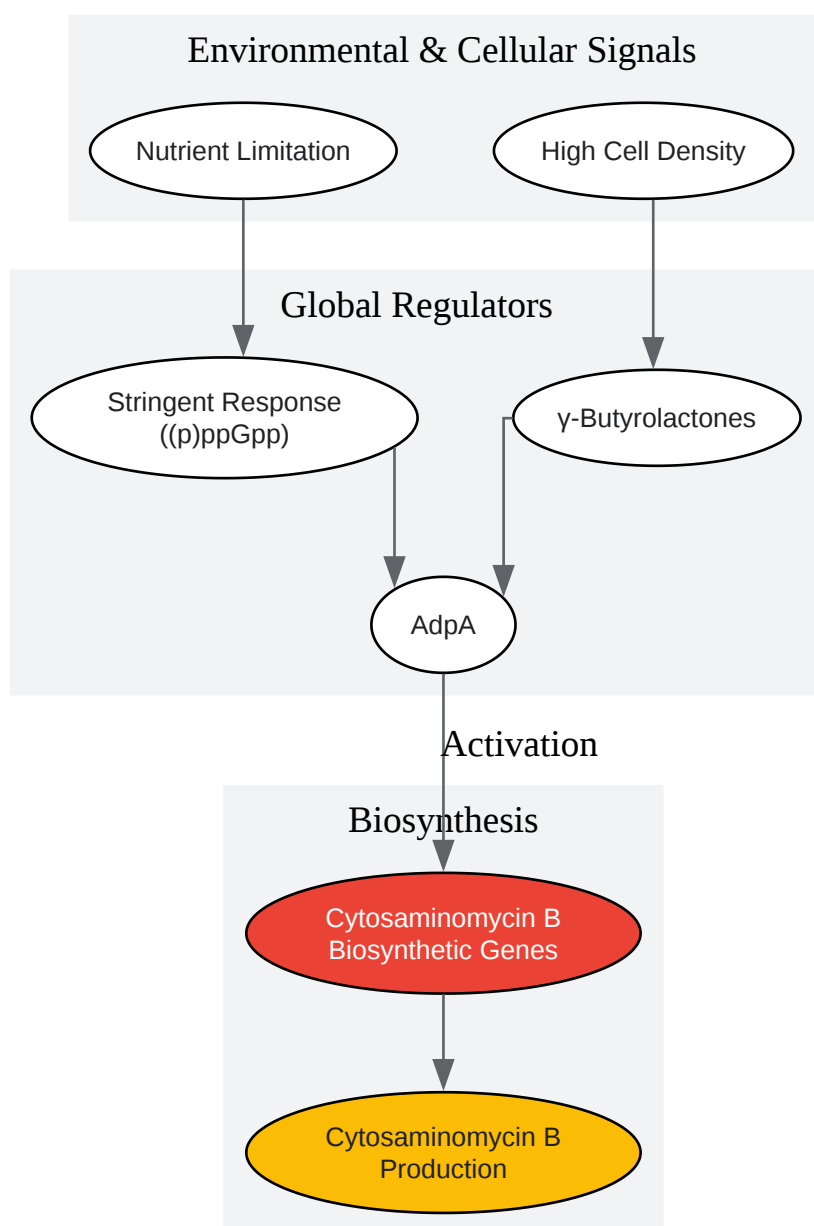 Environmental & Cellular Signals
Nutrient Limitation
High Cell Density
Global Regulators
Stringent Response
((p)ppGpp)
γ-Butyrolactones
AdpA
Activation
Biosynthesis
Cytosaminomycin B
Biosynthetic Genes
Cytosaminomycin B
Production